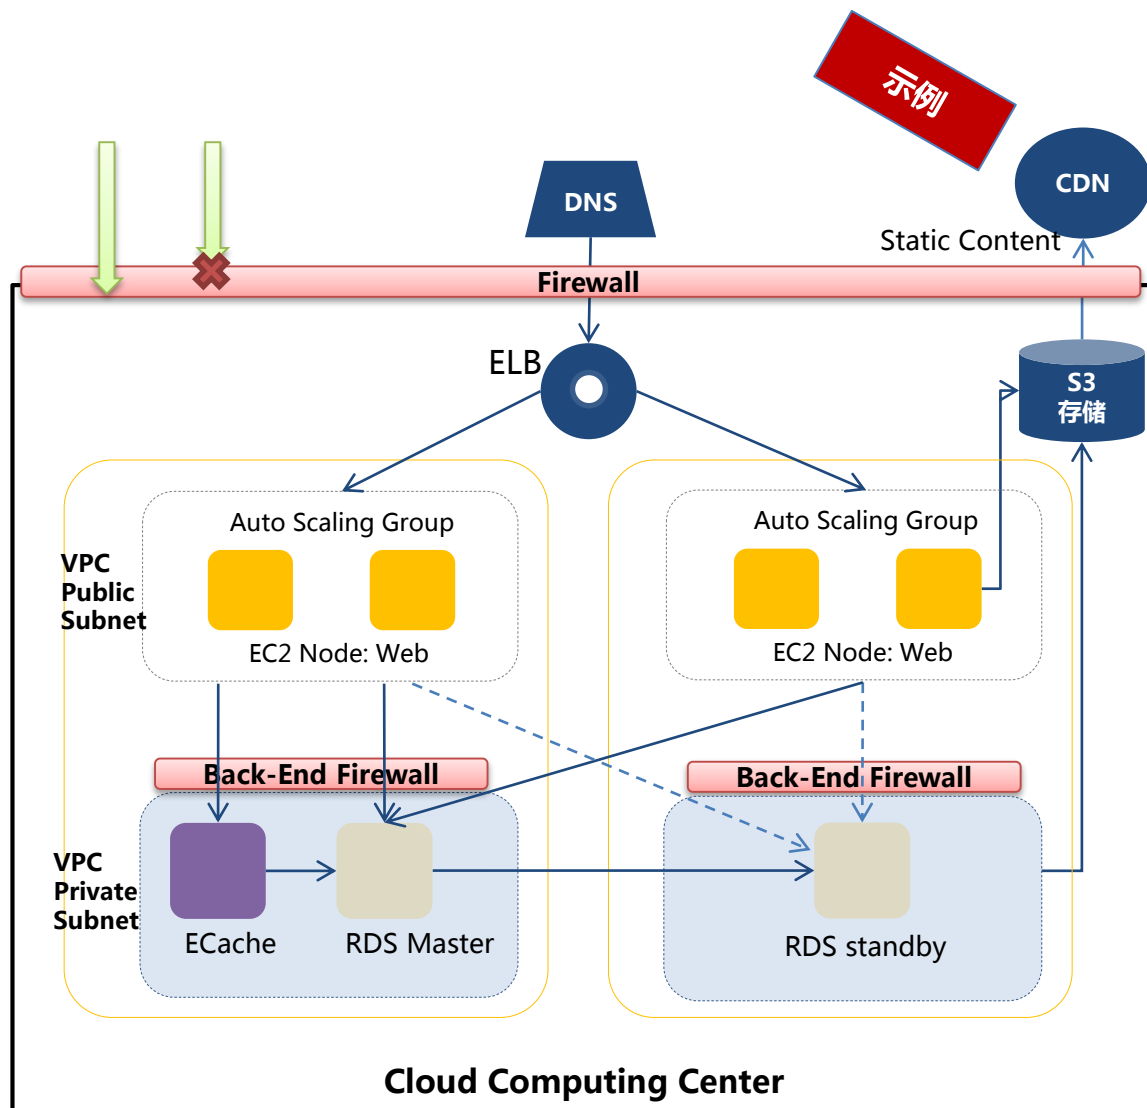 示例
DNS
CDN
Static Content
Firewall
ELB
S3
存储
Auto Scaling Group
Auto Scaling Group
VPC
Public
Subnet
EC2 Node: Web
EC2 Node: Web
Back-End Firewall
Back-End Firewall
VPC
Private
Subnet
ECache
RDS Master
RDS standby
Cloud Computing Center